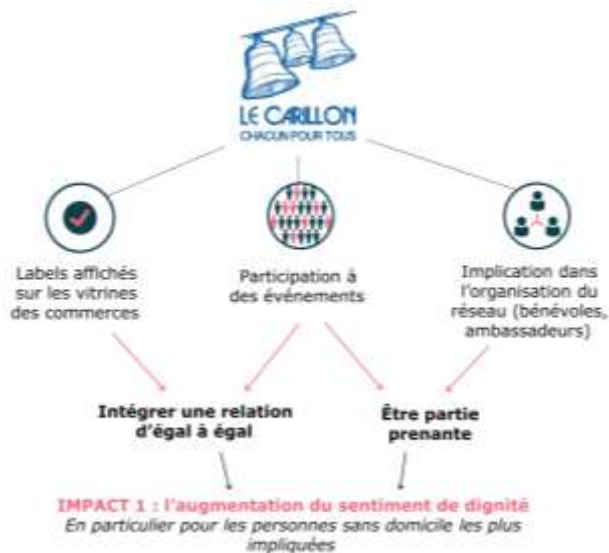 LE CARILLON
CHACUN POUR TOUS
Labels affichés
sur les vitrines
des commerces
Participation à
des événements
Implication dans
l'organisation du
réseau (bénévoles,
ambassadeurs)
Intégrer une relation
d'égal à égal
Être partie
prenante
IMPACT 1 : l'augmentation du sentiment de dignité
En particulier pour les personnes sans domicile les plus
impliquées